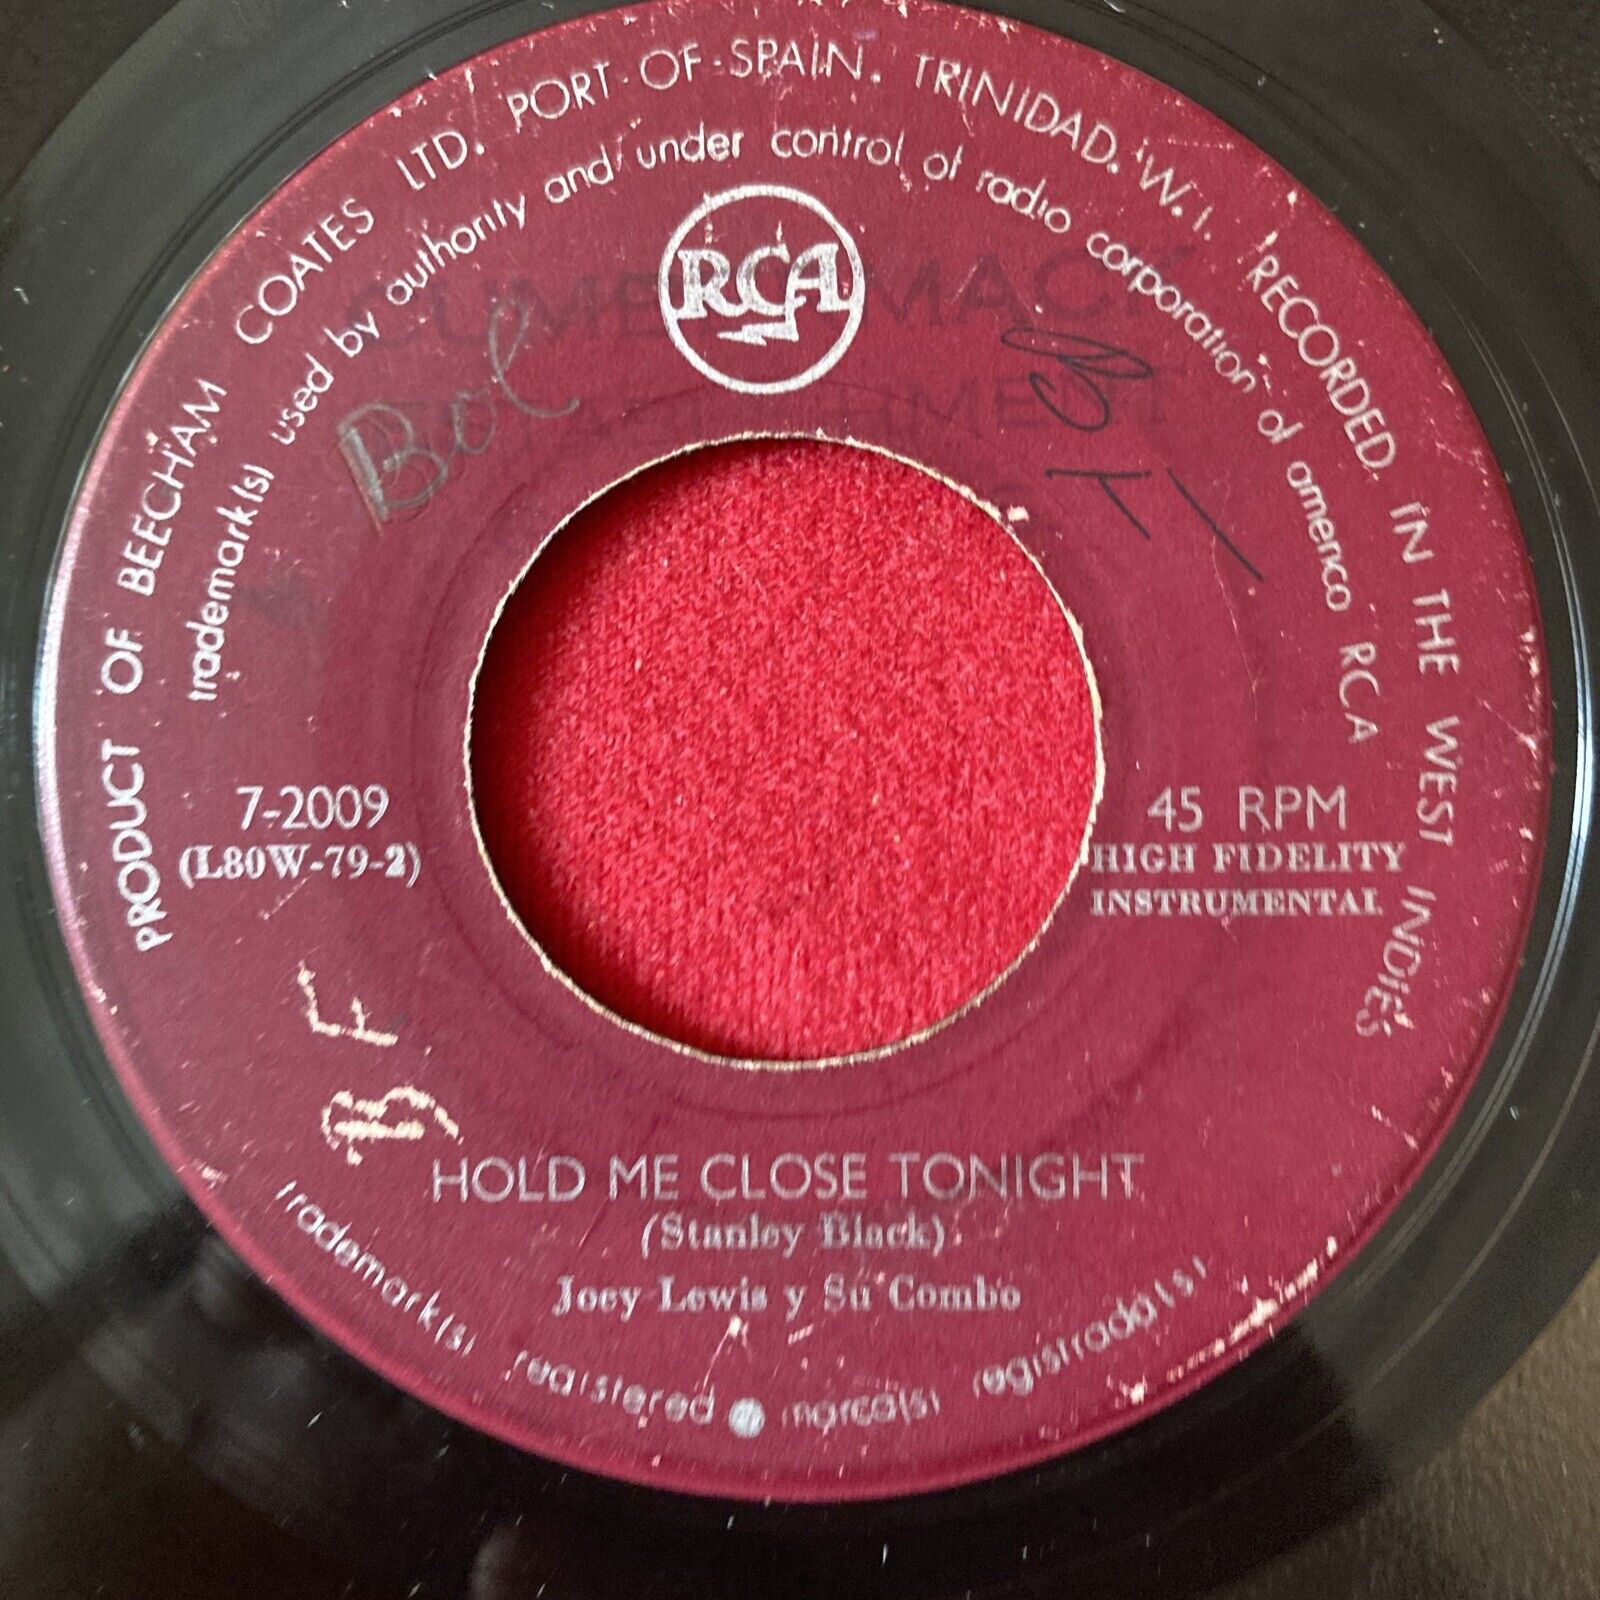 PRODUCT OF BEECHAM COATES LTD. PORT-OF-SPAIN. TRINIDAD. W.I. RECORDED. IN THE WEST INDIES
trademark(s) used by authority and under control of radio corporation of america RCA
RCA
Bol
7-2009
(L80W-79-2)
45 RPM
HIGH FIDELITY
INSTRUMENTAL
HOLD ME CLOSE TONIGHT
(Stanley Black)
Joey Lewis y Su Combo
trademark(s) registered ● marca(s) registrada(s)